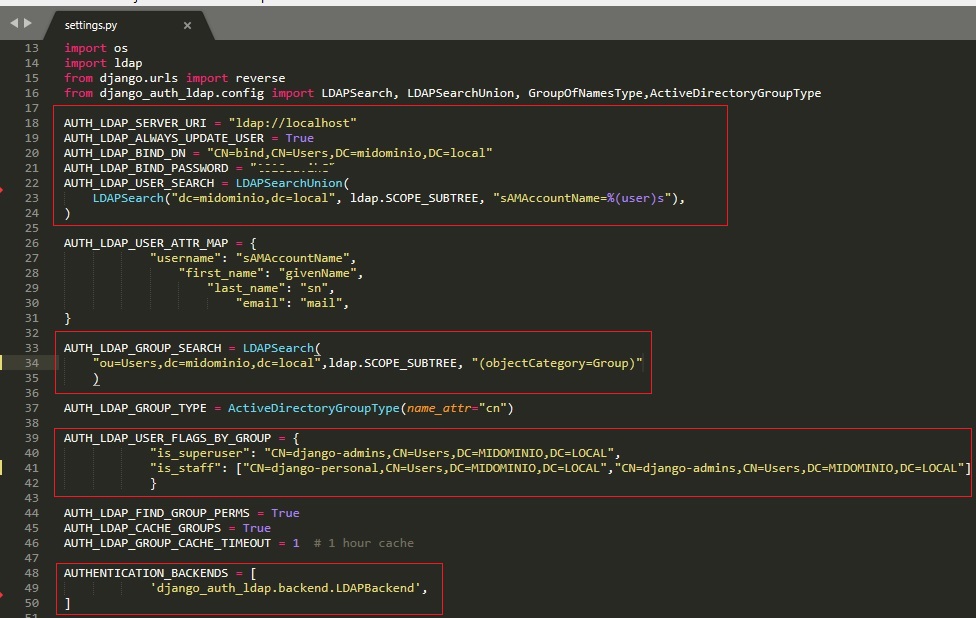 settings.py ×
13 import os
14 import ldap
15 from django.urls import reverse
16 from django_auth_ldap.config import LDAPSearch, LDAPSearchUnion, GroupOfNamesType,ActiveDirectoryGroupType
17
18 AUTH_LDAP_SERVER_URI = "ldap://localhost"
19 AUTH_LDAP_ALWAYS_UPDATE_USER = True
20 AUTH_LDAP_BIND_DN = "CN=bind,CN=Users,DC=midominio,DC=local"
21 AUTH_LDAP_BIND_PASSWORD = "
22 AUTH_LDAP_USER_SEARCH = LDAPSearchUnion(
23     LDAPSearch("dc=midominio,dc=local", ldap.SCOPE_SUBTREE, "sAMAccountName=%(user)s"),
24 )
25
26 AUTH_LDAP_USER_ATTR_MAP = {
27             "username": "sAMAccountName",
28                 "first_name": "givenName",
29                     "last_name": "sn",
30                         "email": "mail",
31 }
32
33 AUTH_LDAP_GROUP_SEARCH = LDAPSearch(
34     "ou=Users,dc=midominio,dc=local",ldap.SCOPE_SUBTREE, "(objectCategory=Group)"
35     )
36
37 AUTH_LDAP_GROUP_TYPE = ActiveDirectoryGroupType(name_attr="cn")
38
39 AUTH_LDAP_USER_FLAGS_BY_GROUP = {
40             "is_superuser": "CN=django-admins,CN=Users,DC=MIDOMINIO,DC=LOCAL",
41             "is_staff": ["CN=django-personal,CN=Users,DC=MIDOMINIO,DC=LOCAL","CN=django-admins,CN=Users,DC=MIDOMINIO,DC=LOCAL"]
42             }
43
44 AUTH_LDAP_FIND_GROUP_PERMS = True
45 AUTH_LDAP_CACHE_GROUPS = True
46 AUTH_LDAP_GROUP_CACHE_TIMEOUT = 1  # 1 hour cache
47
48 AUTHENTICATION_BACKENDS = [
49             'django_auth_ldap.backend.LDAPBackend',
50 ]